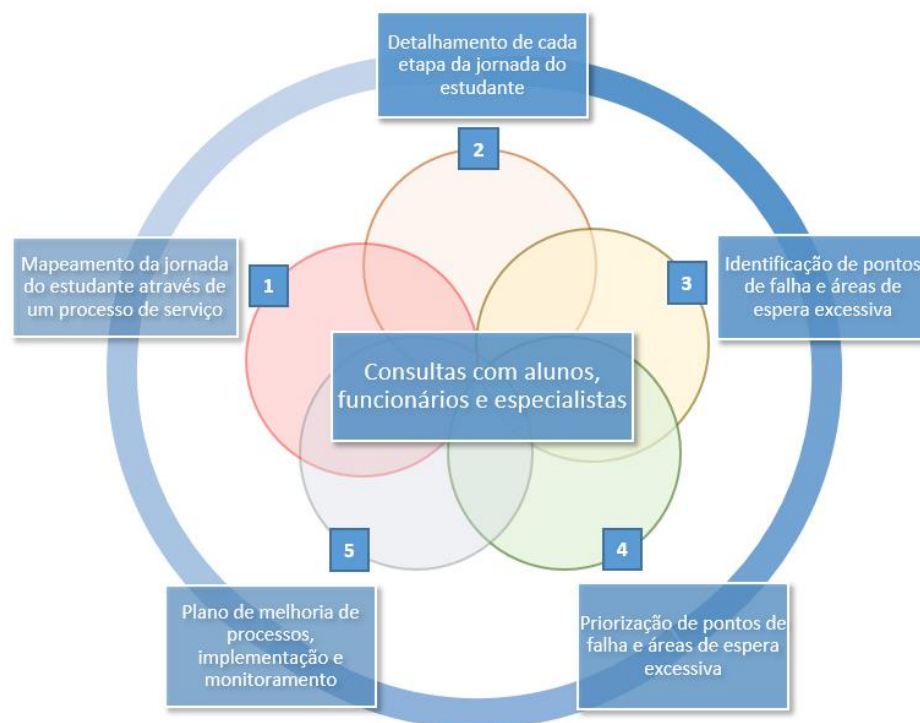 Detalhamento de cada
etapa da jornada do
estudante
2
Mapeamento da jornada
do estudante através de
um processo de serviço
1
3
Identificação de pontos
de falha e áreas de
espera excessiva
Consultas com alunos,
funcionários e especialistas
5
4
Plano de melhoria de
processos,
implementação e
monitoramento
Priorização de pontos de
falha e áreas de espera
excessiva